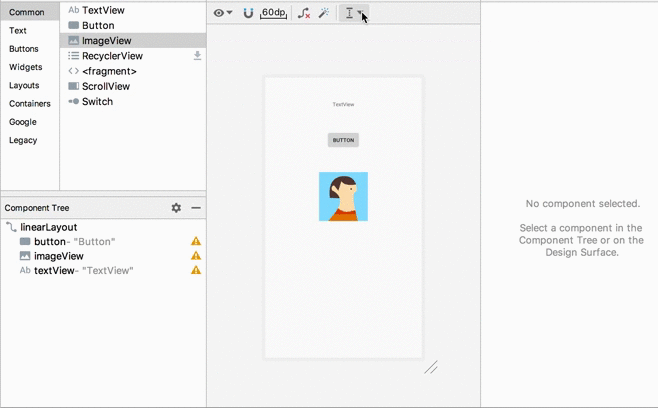 Common
Text
Buttons
Widgets
Layouts
Containers
Google
Legacy
Ab TextView
Button
ImageView
RecyclerView
<> <fragment>
ScrollView
Switch
60dp
TextView
BUTTON
Component Tree
linearLayout
button- "Button"
imageView
Ab textView- "TextView"
No component selected.
Select a component in the
Component Tree or on the
Design Surface.